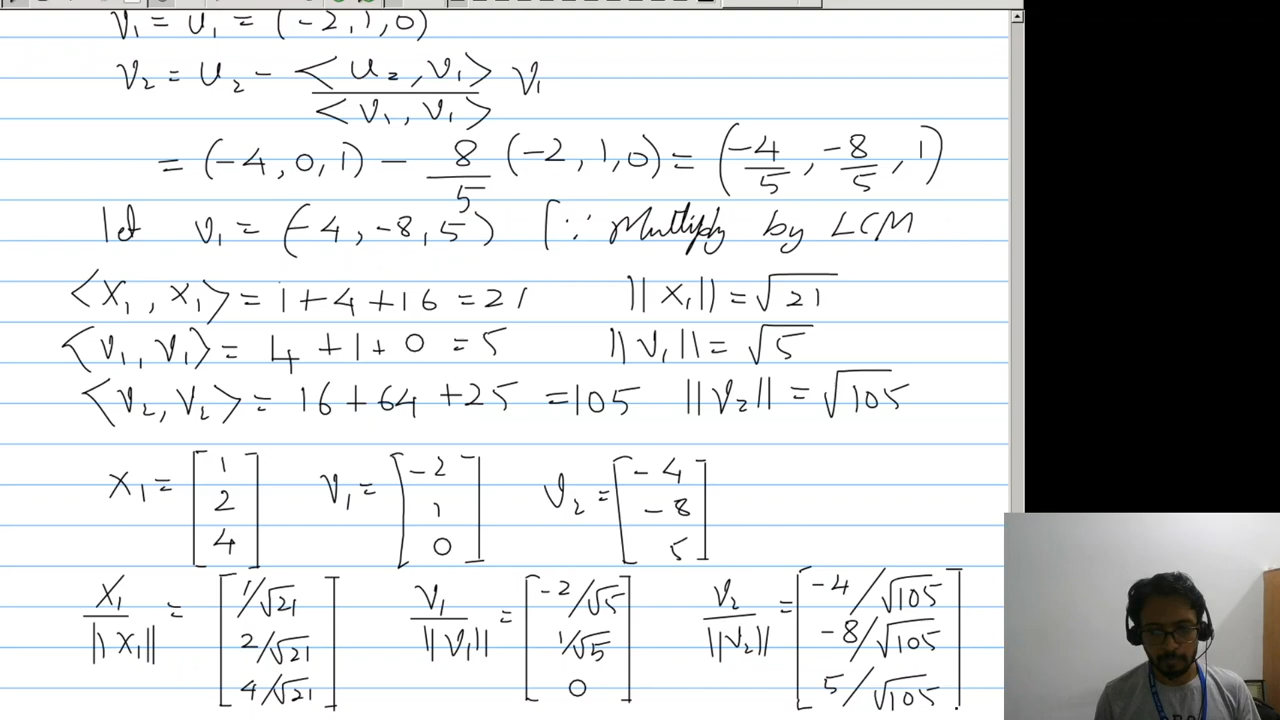 V₁ = U₁ = (-2, 1, 0)
V₂ = U₂ - <U₂, V₁> / <V₁, V₁> V₁
= (-4, 0, 1) - 8/5 (-2, 1, 0) = (-4/5, -8/5, 1)
let V₁ = (-4, -8, 5) [∵ Multiply by LCM
<X₁, X₁> = 1 + 4 + 16 = 21 ||X₁|| = √21
<V₁, V₁> = 4 + 1 + 0 = 5 ||V₁|| = √5
<V₂, V₂> = 16 + 64 + 25 = 105 ||V₂|| = √105
X₁ = [1 2 4] V₁ = [-2 1 0] V₂ = [-4 -8 5]
X₁/||X₁|| = [1/√21 2/√21 4/√21] V₁/||V₁|| = [-2/√5 1/√5 0] V₂/||V₂|| = [-4/√105 -8/√105 5/√105]